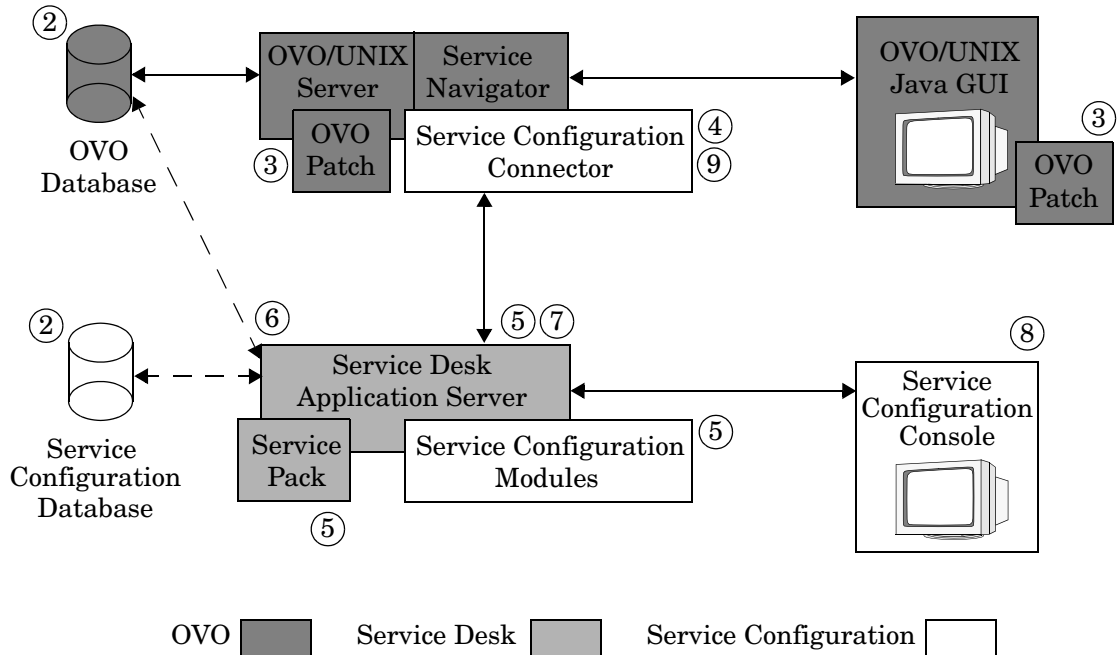 ②
OVO
Database
OVO/UNIX
Server
Service
Navigator
③
OVO
Patch
Service Configuration
Connector
④
⑨
OVO/UNIX
Java GUI
③
OVO
Patch
②
Service
Configuration
Database
⑥
⑤ ⑦
Service Desk
Application Server
Service
Pack
⑤
Service Configuration
Modules
⑤
⑧
Service
Configuration
Console
OVO
Service Desk
Service Configuration